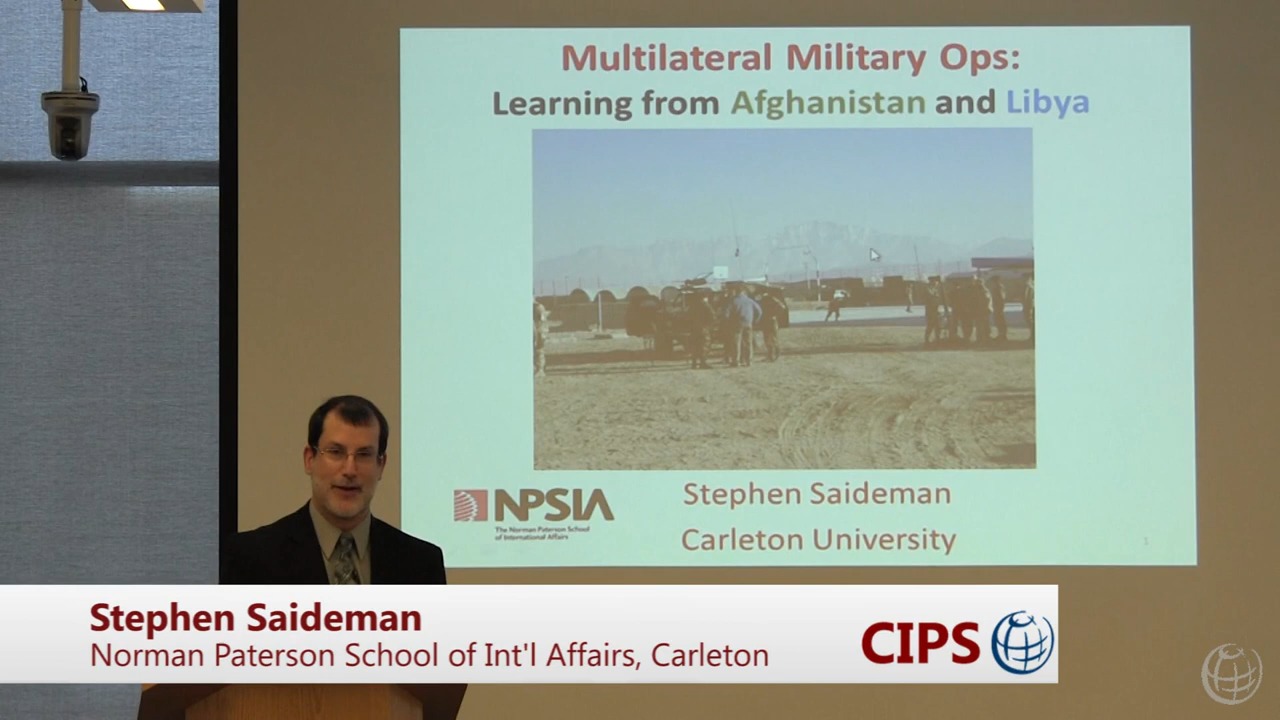 Multilateral Military Ops:
Learning from Afghanistan and Libya
NPSIA
The Norman Paterson School
of International Affairs
Stephen Saideman
Carleton University
1
Stephen Saideman
Norman Paterson School of Int'l Affairs, Carleton
CIPS